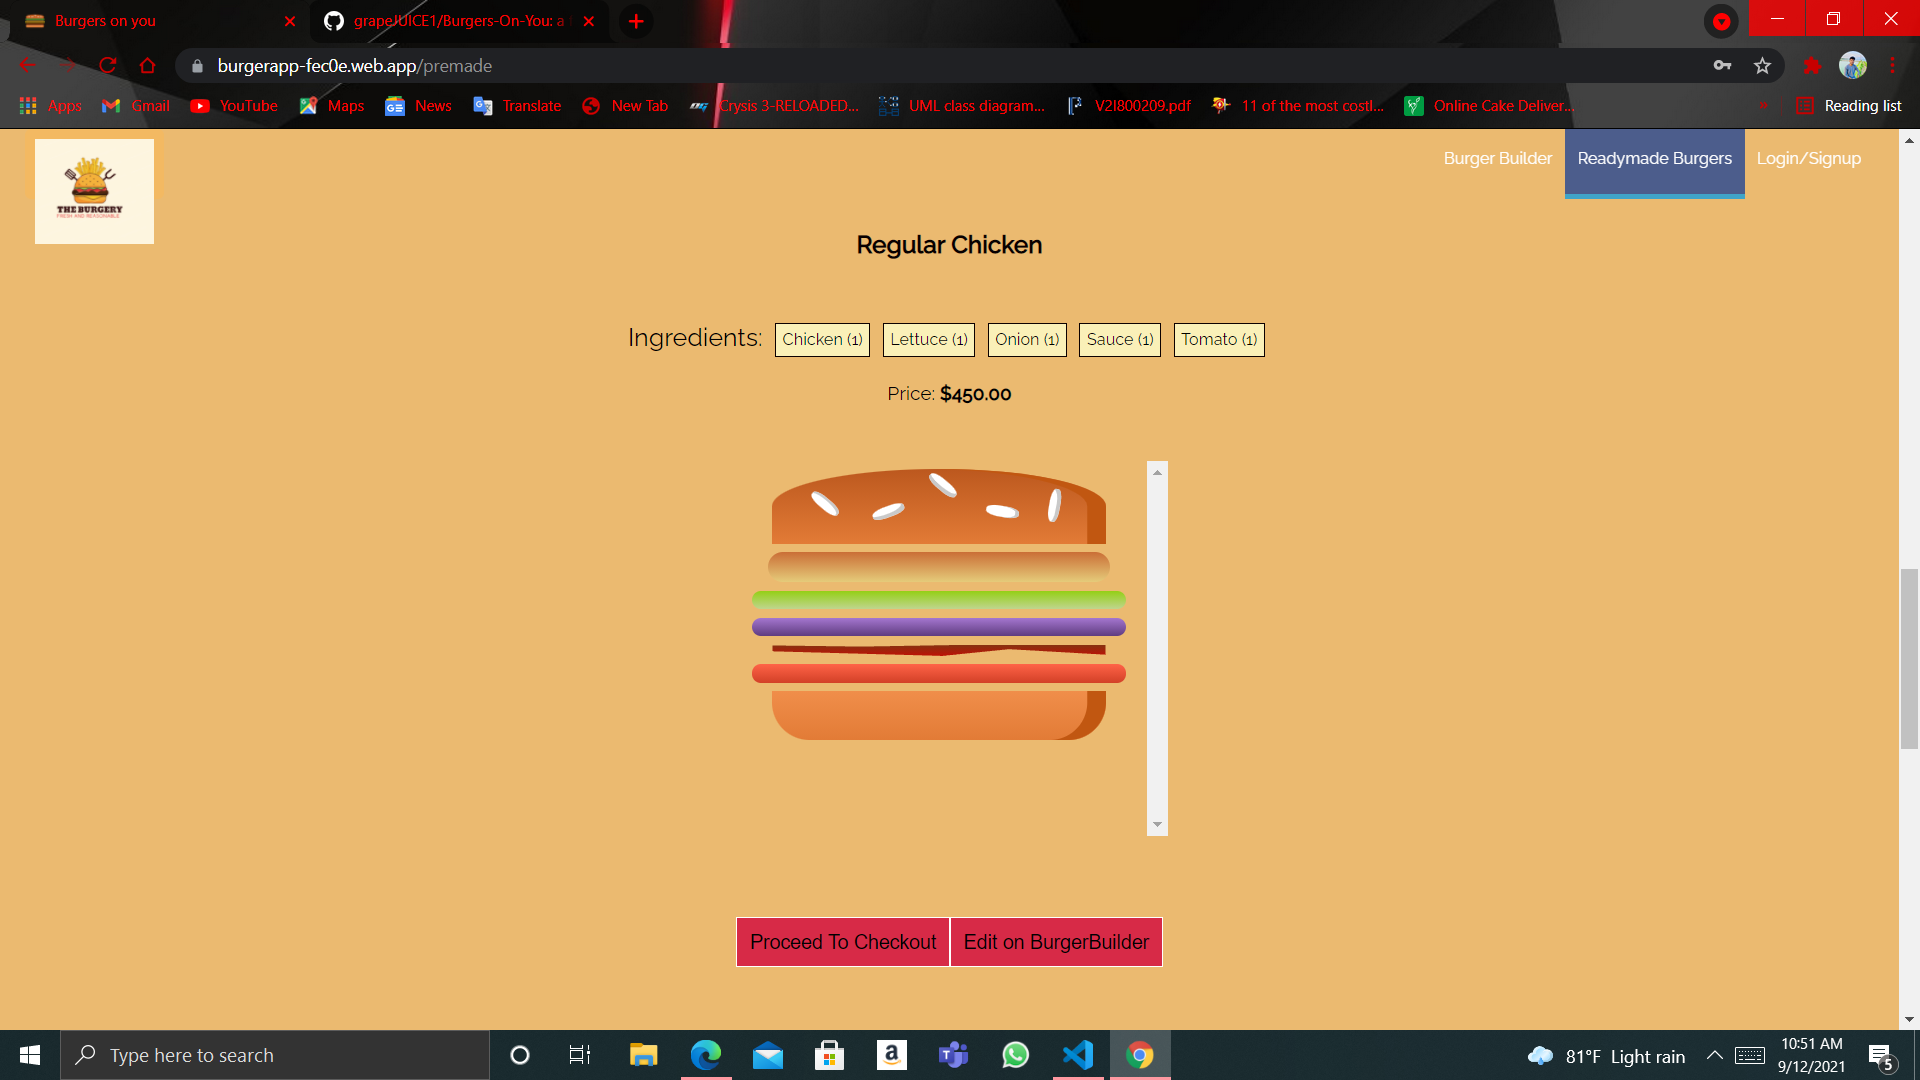 Burgers on you
grapeJUICE1/Burgers-On-You: a
burgerapp-fec0e.web.app/premade
Apps Gmail YouTube Maps News Translate New Tab Crysis 3-RELOADED... UML class diagram... V2I800209.pdf 11 of the most costl... Online Cake Deliver... » Reading list
THE BURGERY
FRESH AND REASONABLE
Burger Builder Readymade Burgers Login/Signup
Regular Chicken
Ingredients: Chicken (1) Lettuce (1) Onion (1) Sauce (1) Tomato (1)
Price: $450.00
Proceed To Checkout Edit on BurgerBuilder
Type here to search
81°F Light rain
10:51 AM
9/12/2021
5